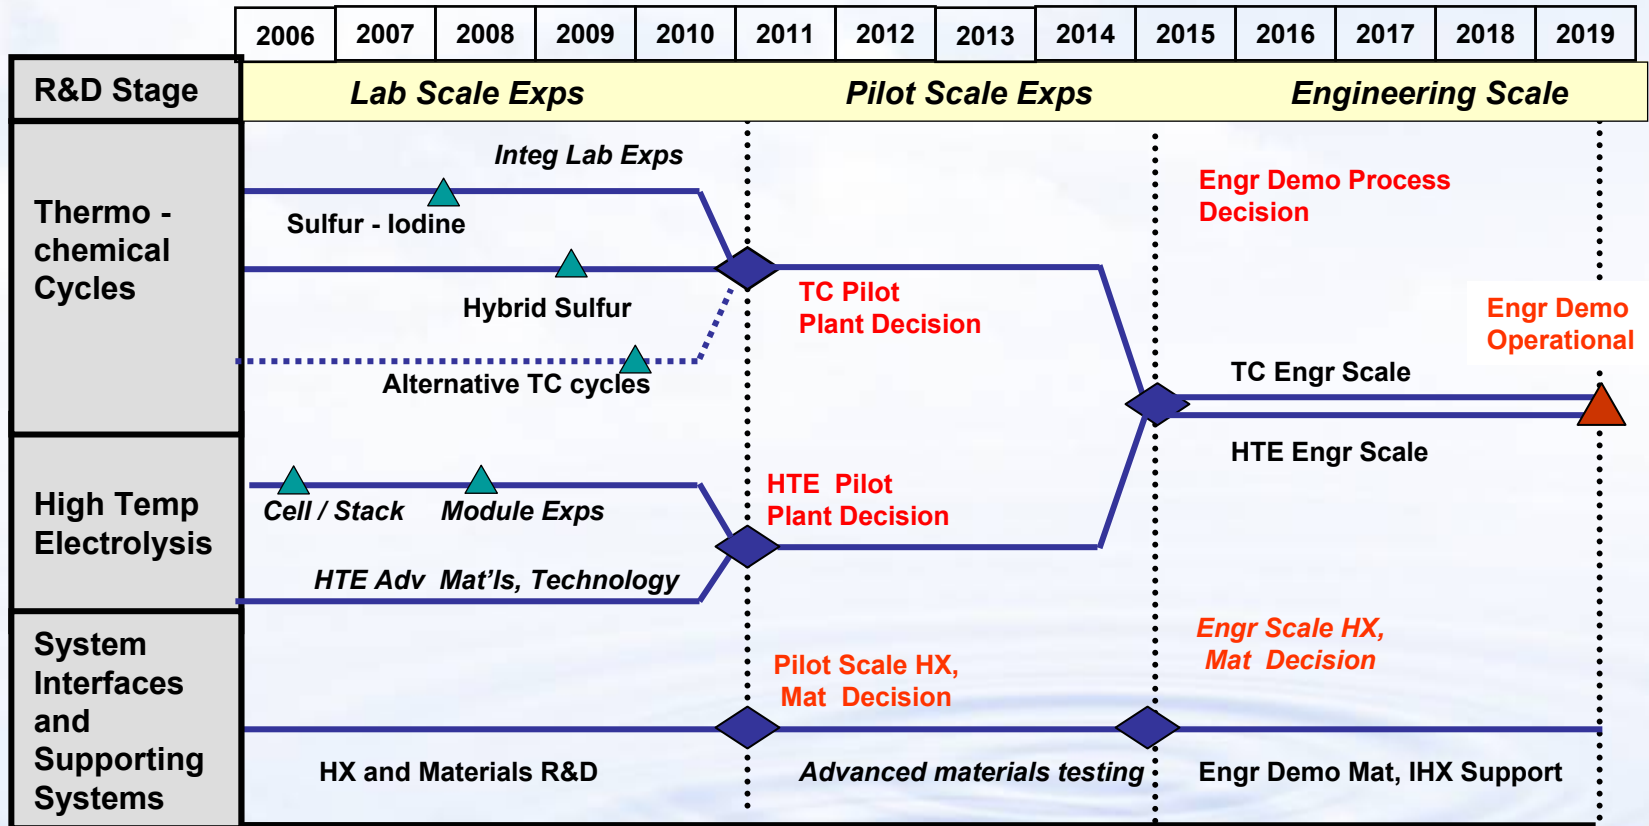 2006 2007 2008 2009 2010 2011 2012 2013 2014 2015 2016 2017 2018 2019
R&D Stage
Lab Scale Exps
Pilot Scale Exps
Engineering Scale
Thermo -
chemical
Cycles
Integ Lab Exps
Sulfur - Iodine
Hybrid Sulfur
Alternative TC cycles
TC Pilot
Plant Decision
Engr Demo Process
Decision
Engr Demo
Operational
TC Engr Scale
HTE Engr Scale
High Temp
Electrolysis
Cell / Stack
Module Exps
HTE Adv Mat'ls, Technology
HTE Pilot
Plant Decision
System
Interfaces
and
Supporting
Systems
Pilot Scale HX,
Mat Decision
Engr Scale HX,
Mat Decision
HX and Materials R&D
Advanced materials testing
Engr Demo Mat, IHX Support